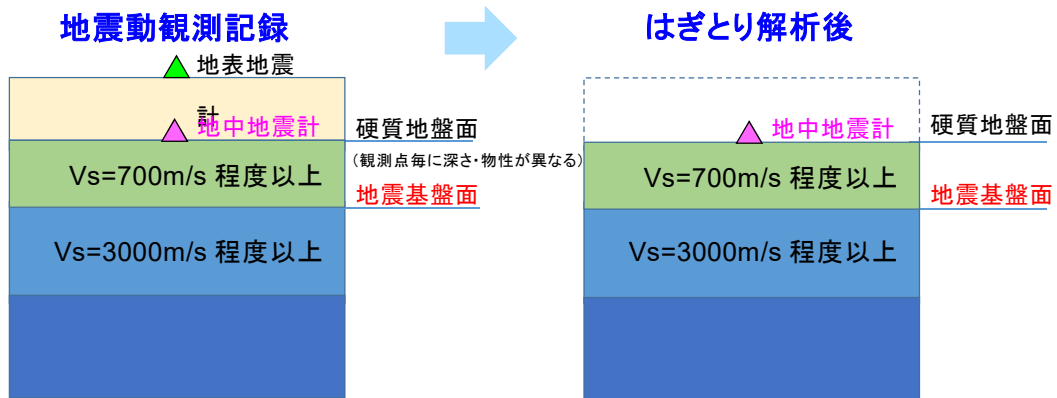 地震動観測記録
はぎとり解析後
地表地震
計
地中地震計
硬質地盤面
(観測点毎に深さ・物性が異なる)
Vs=700m/s 程度以上
地震基盤面
Vs=3000m/s 程度以上
地中地震計
硬質地盤面
Vs=700m/s 程度以上
地震基盤面
Vs=3000m/s 程度以上